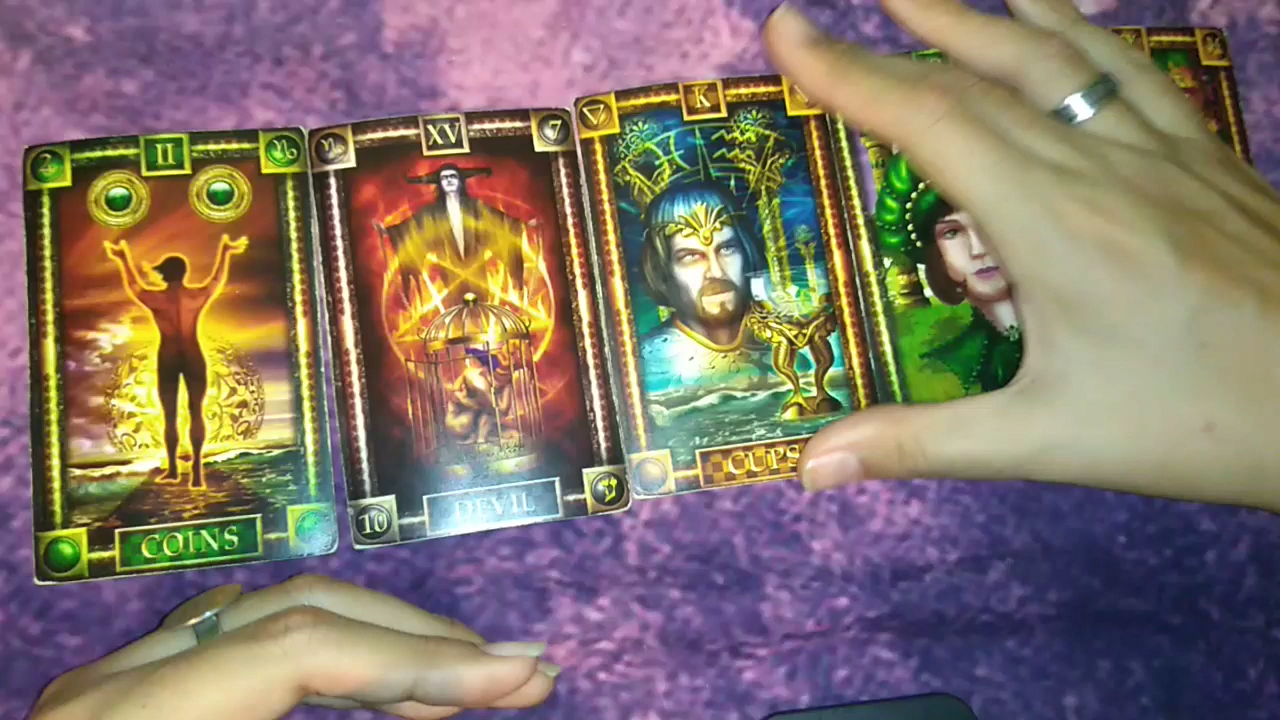 2 II ♑
COINS
♑ XV 7
10 DEVIL ע
K
CUPS